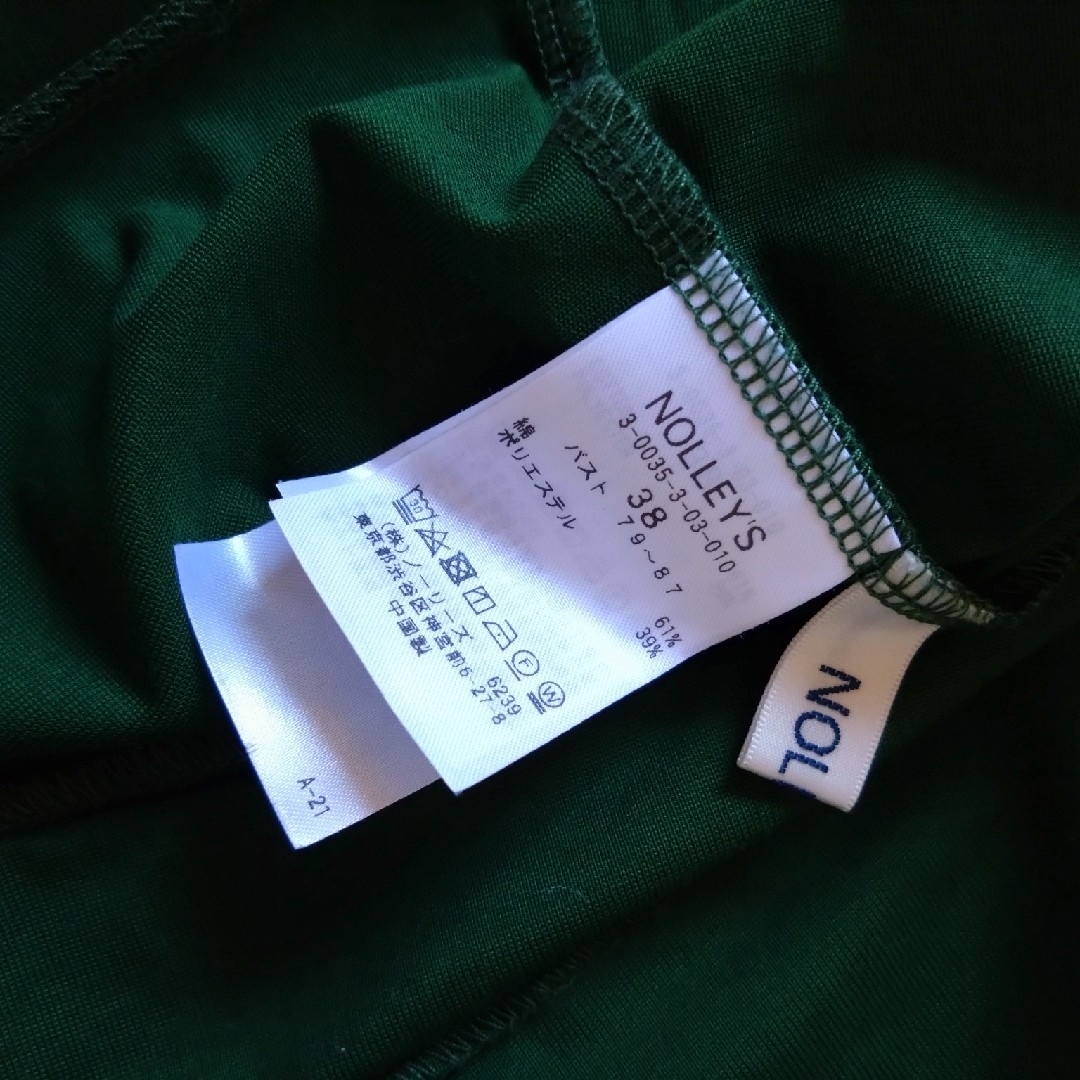 NOLLEY'S
3-0035-3-03-010
38
バスト 79～87
綿 61%
ポリエステル 39%
30
F
W
(株)ノーリーズ 6239
東京都渋谷区神宮前6-27-8
中国製
A-21
NOL